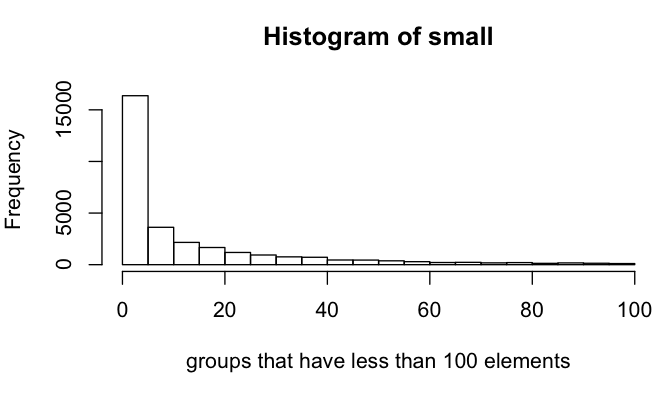 Histogram of small
Frequency
15000
5000
0
0 20 40 60 80 100
groups that have less than 100 elements